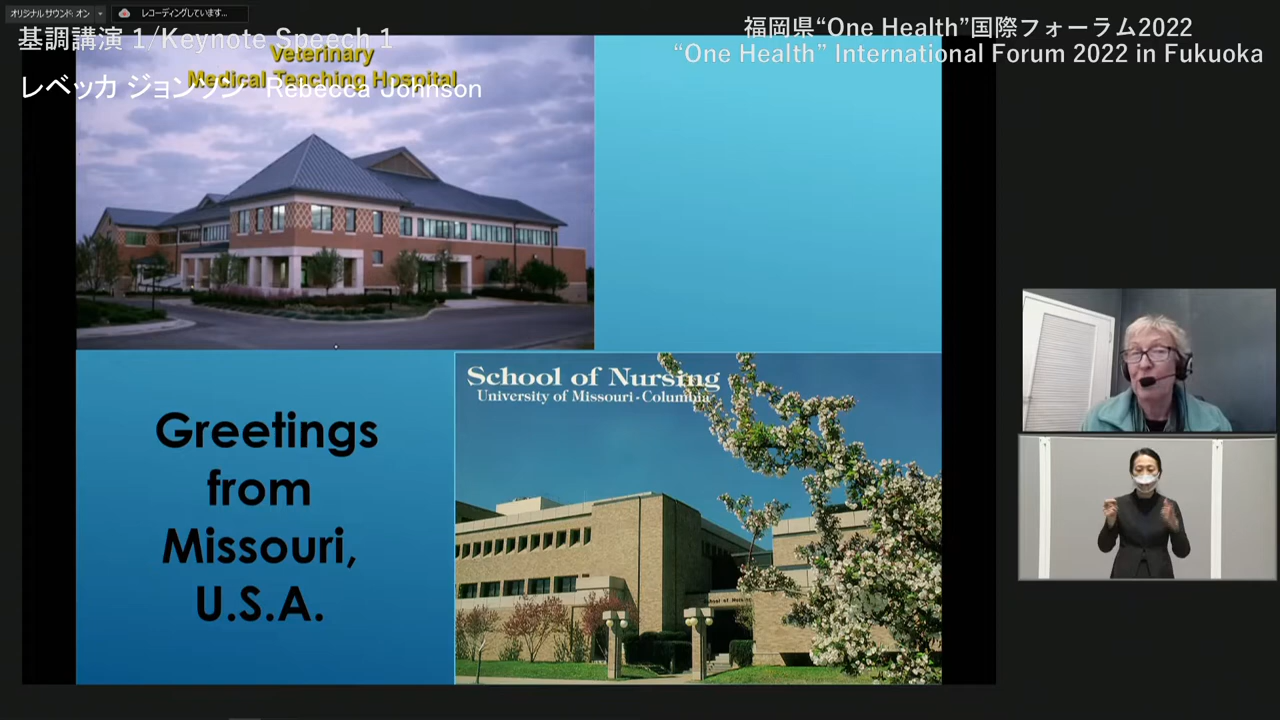 オリジナルサウンド: オン
レコーディングしています...
基調講演 1/Keynote Speech 1
レベッカ ジョンソン Rebecca Johnson
福岡県“One Health”国際フォーラム2022
“One Health” International Forum 2022 in Fukuoka
Veterinary
Medical Teaching Hospital
School of Nursing
University of Missouri-Columbia
Greetings
from
Missouri,
U.S.A.
School of Nursing